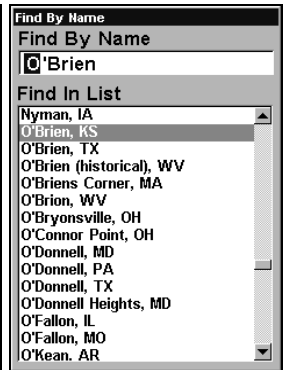 Find By Name
Find By Name
O'Brien
Find In List
Nyman, IA
O'Brien, KS
O'Brien, TX
O'Brien (historical), WV
O'Briens Corner, MA
O'Brion, WV
O'Bryonsville, OH
O'Connor Point, OH
O'Donnell, MD
O'Donnell, PA
O'Donnell, TX
O'Donnell Heights, MD
O'Fallon, IL
O'Fallon, MO
O'Kean, AR